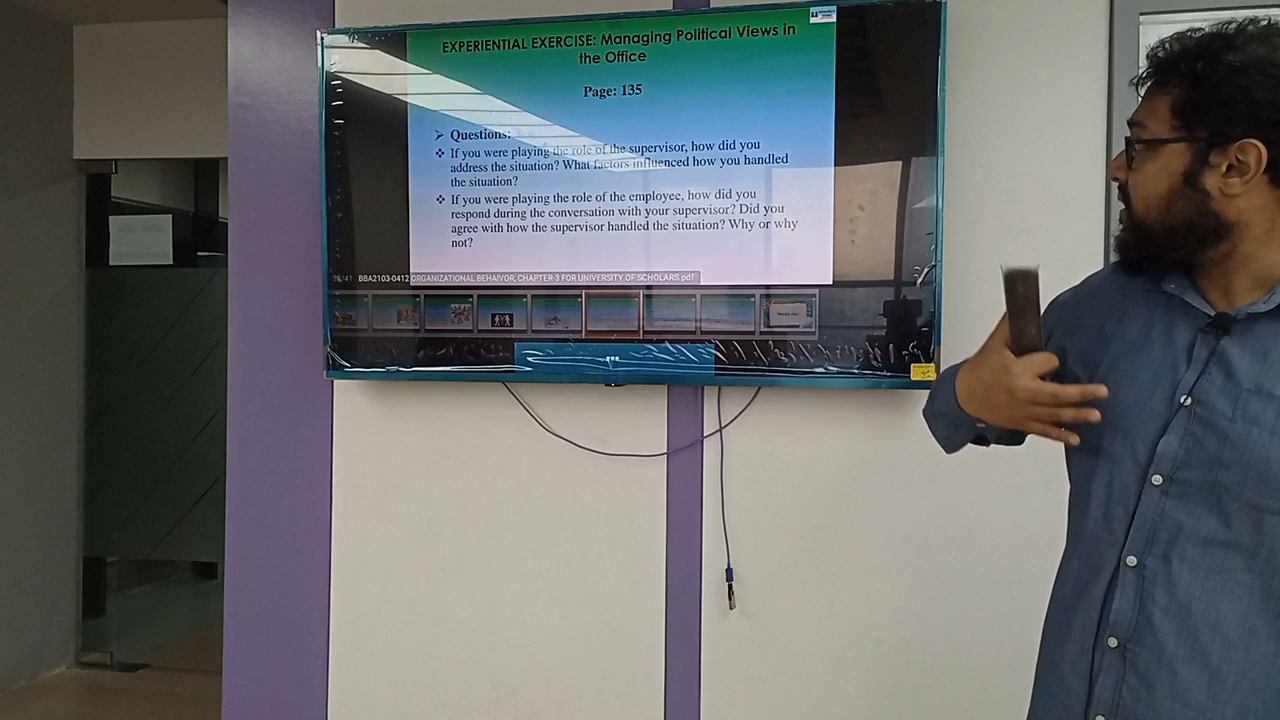 EXPERIENTIAL EXERCISE: Managing Political Views in
the Office
Page: 135
➢ Questions:
❖ If you were playing the role of the supervisor, how did you
address the situation? What factors influenced how you handled
the situation?
❖ If you were playing the role of the employee, how did you
respond during the conversation with your supervisor? Did you
agree with how the supervisor handled the situation? Why or why
not?
36/41 BBA2103-0412 ORGANIZATIONAL BEHAIVOR, CHAPTER-3 FOR UNIVERSITY OF SCHOLARS.pdf
THANK YOU